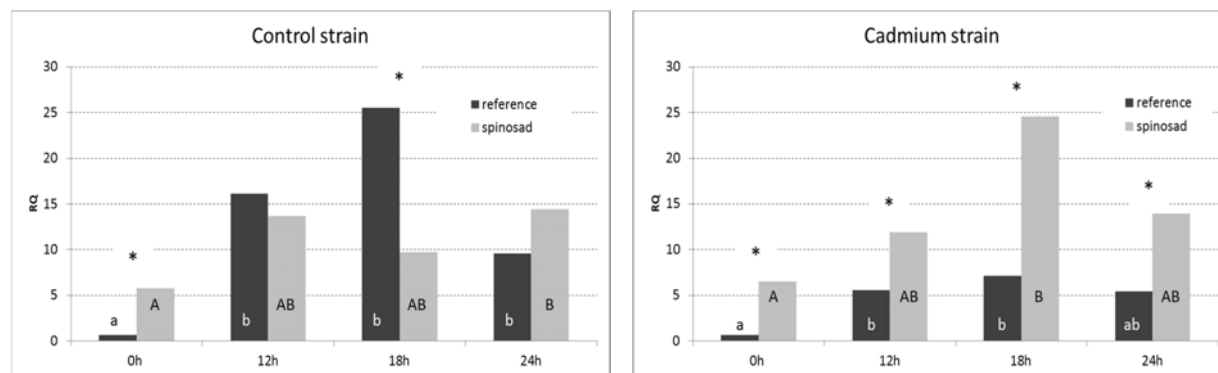 Control strain
30
25
20
15
10
5
0
RQ
*
*
reference
spinosad
a
A
b
AB
b
AB
b
B
0h
12h
18h
24h
Cadmium strain
30
25
20
15
10
5
0
RQ
*
*
*
*
reference
spinosad
a
A
b
AB
b
B
ab
AB
0h
12h
18h
24h